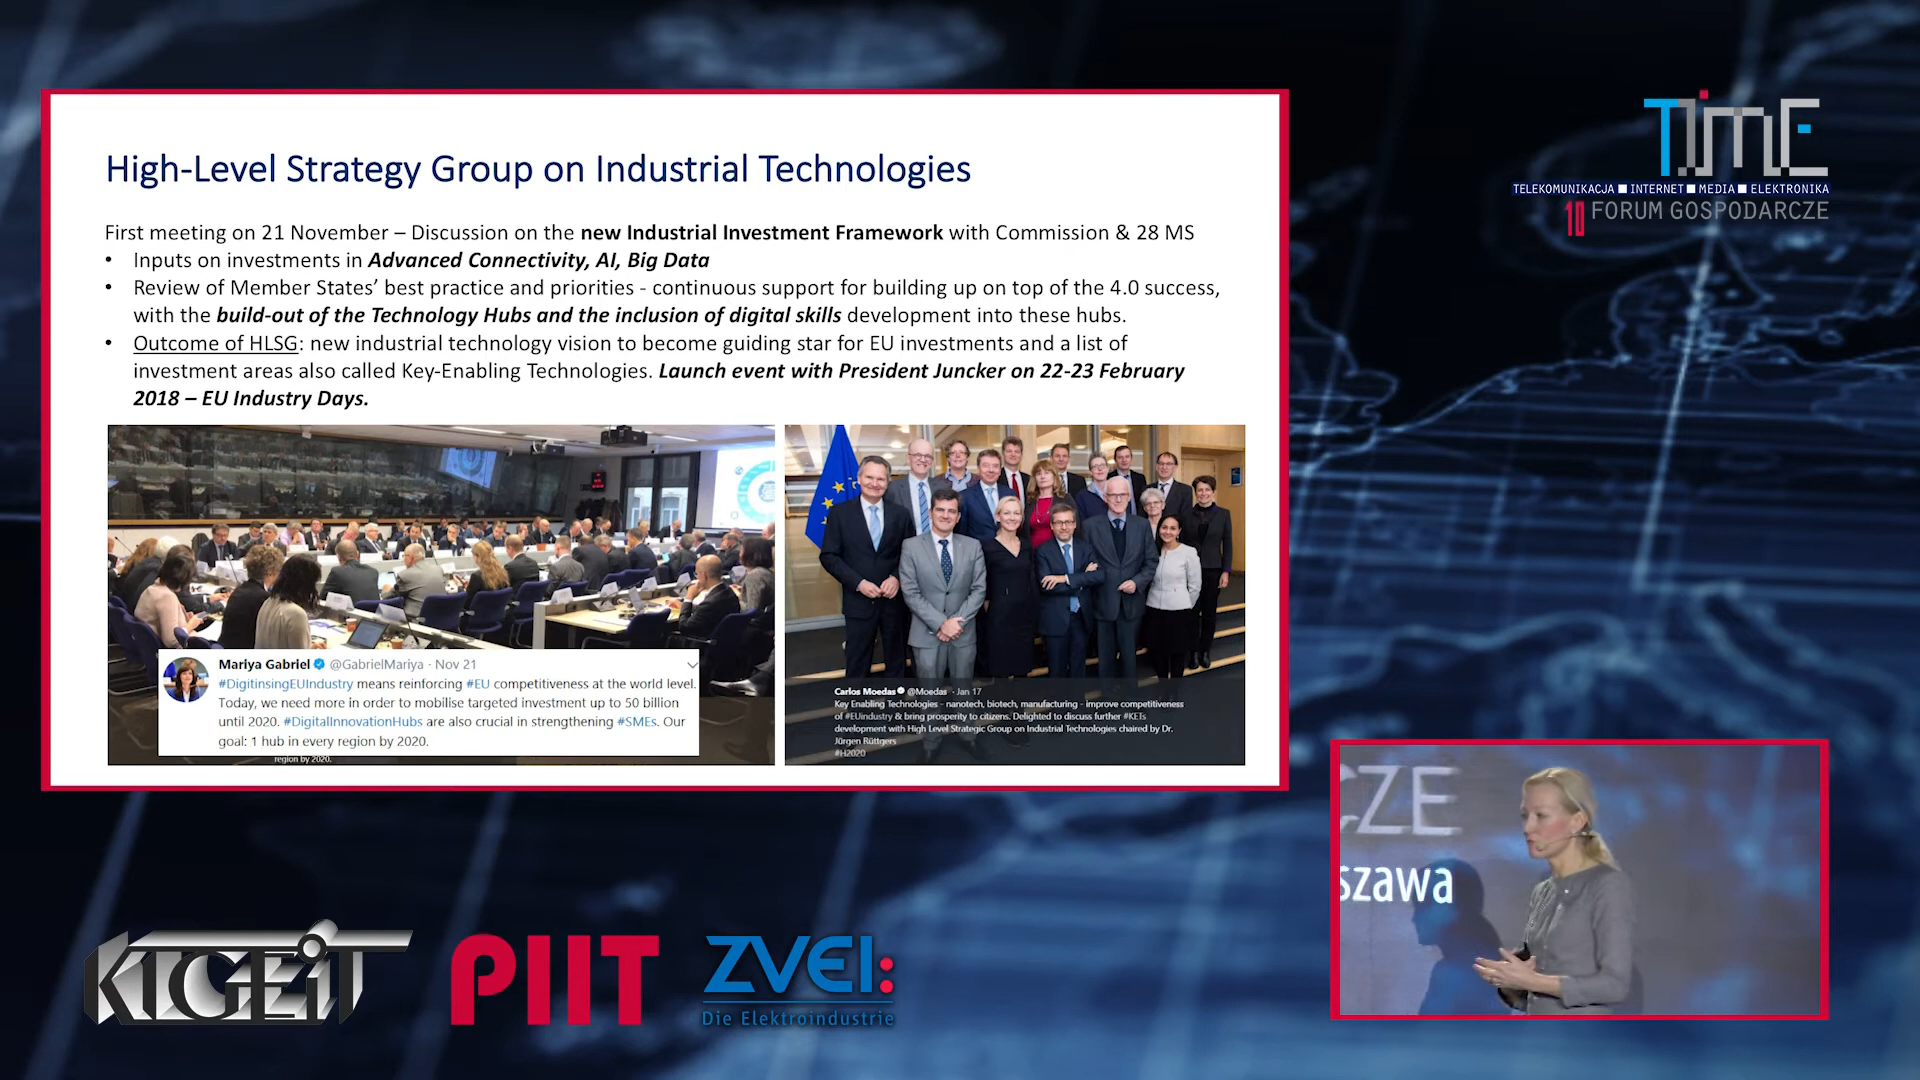 High-Level Strategy Group on Industrial Technologies
First meeting on 21 November – Discussion on the new Industrial Investment Framework with Commission & 28 MS
• Inputs on investments in Advanced Connectivity, AI, Big Data
• Review of Member States’ best practice and priorities - continuous support for building up on top of the 4.0 success,
with the build-out of the Technology Hubs and the inclusion of digital skills development into these hubs.
• Outcome of HLSG: new industrial technology vision to become guiding star for EU investments and a list of
investment areas also called Key-Enabling Technologies. Launch event with President Juncker on 22-23 February
2018 – EU Industry Days.
Mariya Gabriel @GabrielMariya · Nov 21
#DigitinsingEUIndustry means reinforcing #EU competitiveness at the world level.
Today, we need more in order to mobilise targeted investment up to 50 billion
until 2020. #DigitalInnovationHubs are also crucial in strengthening #SMEs. Our
goal: 1 hub in every region by 2020.
region by 2020.
Carlos Moedas @Moedas · Jan 17
Key Enabling Technologies - nanotech, biotech, manufacturing - improve competitiveness
of #EUindustry & bring prosperity to citizens. Delighted to discuss further #KETs
development with High Level Strategic Group on Industrial Technologies chaired by Dr.
Jürgen Rüttgers
#H2020
TIME
TELEKOMUNIKACJA ■ INTERNET ■ MEDIA ■ ELEKTRONIKA
10 FORUM GOSPODARCZE
CZE
szawa
KIGEiT
PIIT
ZVEI:
Die Elektroindustrie